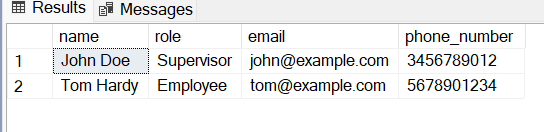 Results Messages
name role email phone_number
1 John Doe Supervisor john@example.com 3456789012
2 Tom Hardy Employee tom@example.com 5678901234